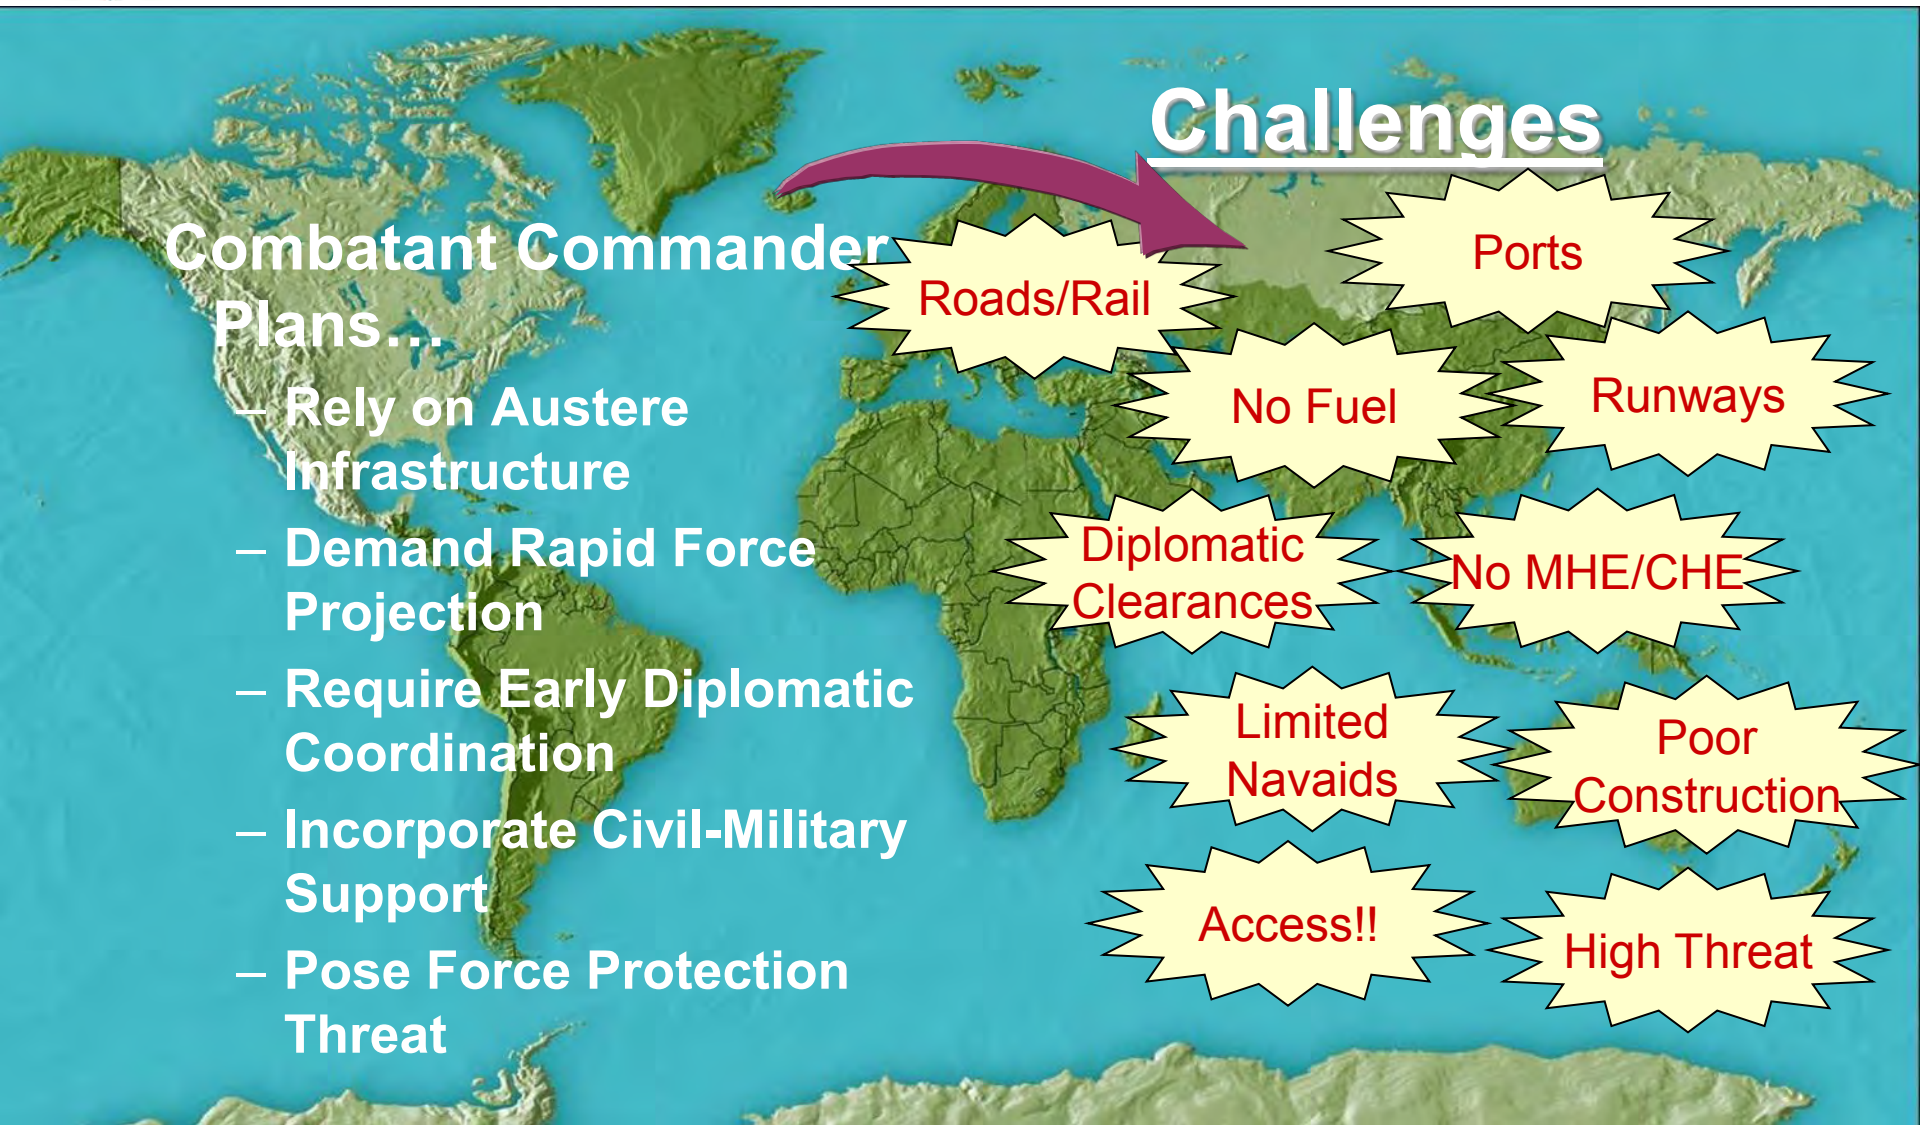 Challenges
Combatant Commander
Plans…
– Rely on Austere
Infrastructure
– Demand Rapid Force
Projection
– Require Early Diplomatic
Coordination
– Incorporate Civil-Military
Support
– Pose Force Protection
Threat
Roads/Rail
Ports
No Fuel
Runways
Diplomatic
Clearances
No MHE/CHE
Limited
Navaids
Poor
Construction
Access!!
High Threat